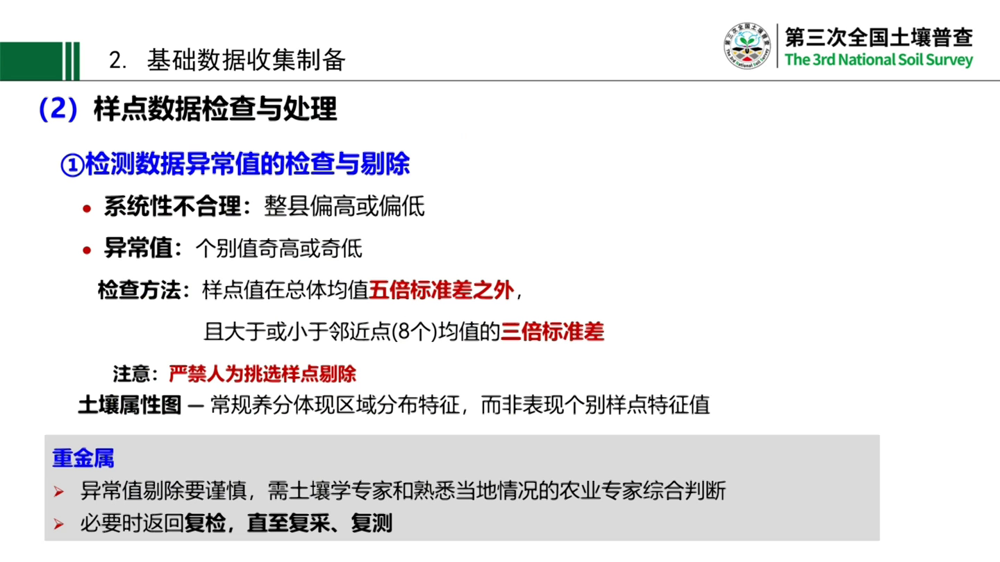 第三次全国土壤普查
The 3rd National Soil Survey
2. 基础数据收集制备
（2）样点数据检查与处理
①检测数据异常值的检查与剔除
• 系统性不合理：整县偏高或偏低
• 异常值：个别值奇高或奇低
检查方法：样点值在总体均值五倍标准差之外，
且大于或小于邻近点(8个)均值的三倍标准差
注意：严禁人为挑选样点剔除
土壤属性图 — 常规养分体现区域分布特征，而非表现个别样点特征值
重金属
➢ 异常值剔除要谨慎，需土壤学专家和熟悉当地情况的农业专家综合判断
➢ 必要时返回复检，直至复采、复测